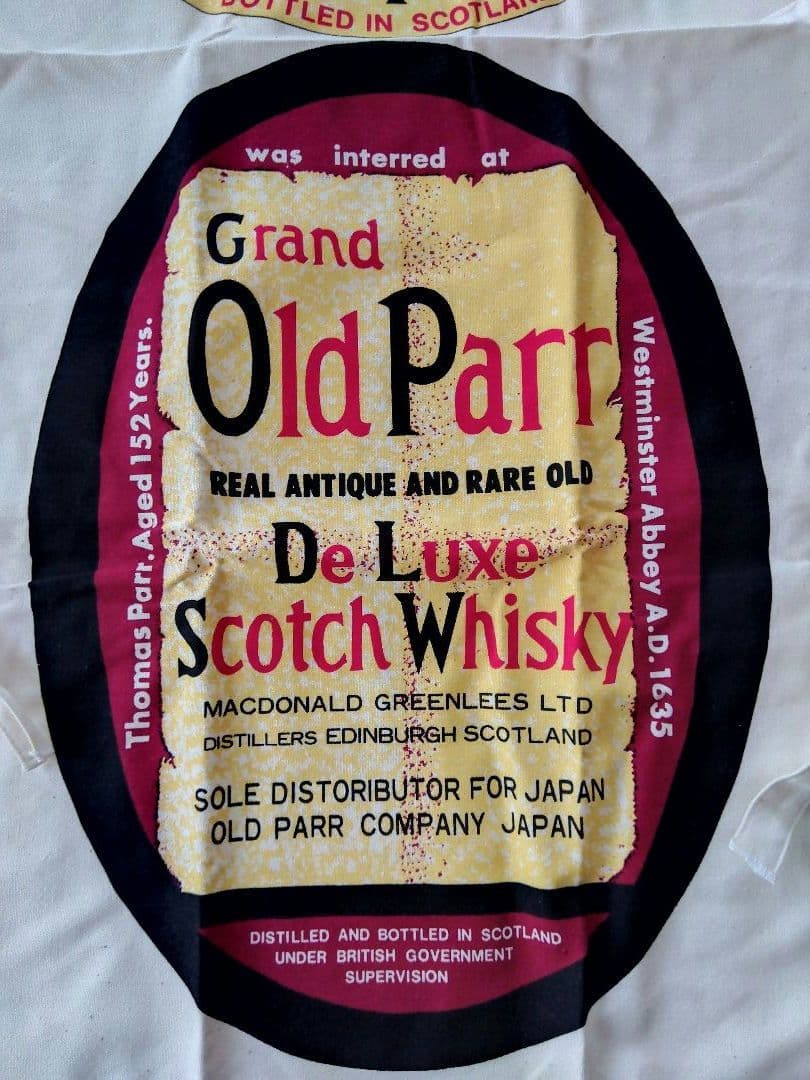 BOTTLED IN SCOTLAND
was interred at
Grand
Old Parr
REAL ANTIQUE AND RARE OLD
De Luxe
Scotch Whisky
MACDONALD GREENLEES LTD
DISTILLERS EDINBURGH SCOTLAND
SOLE DISTORIBUTOR FOR JAPAN
OLD PARR COMPANY JAPAN
Thomas Parr. Aged 152 Years.
Westminster Abbey A.D. 1635
DISTILLED AND BOTTLED IN SCOTLAND
UNDER BRITISH GOVERNMENT
SUPERVISION